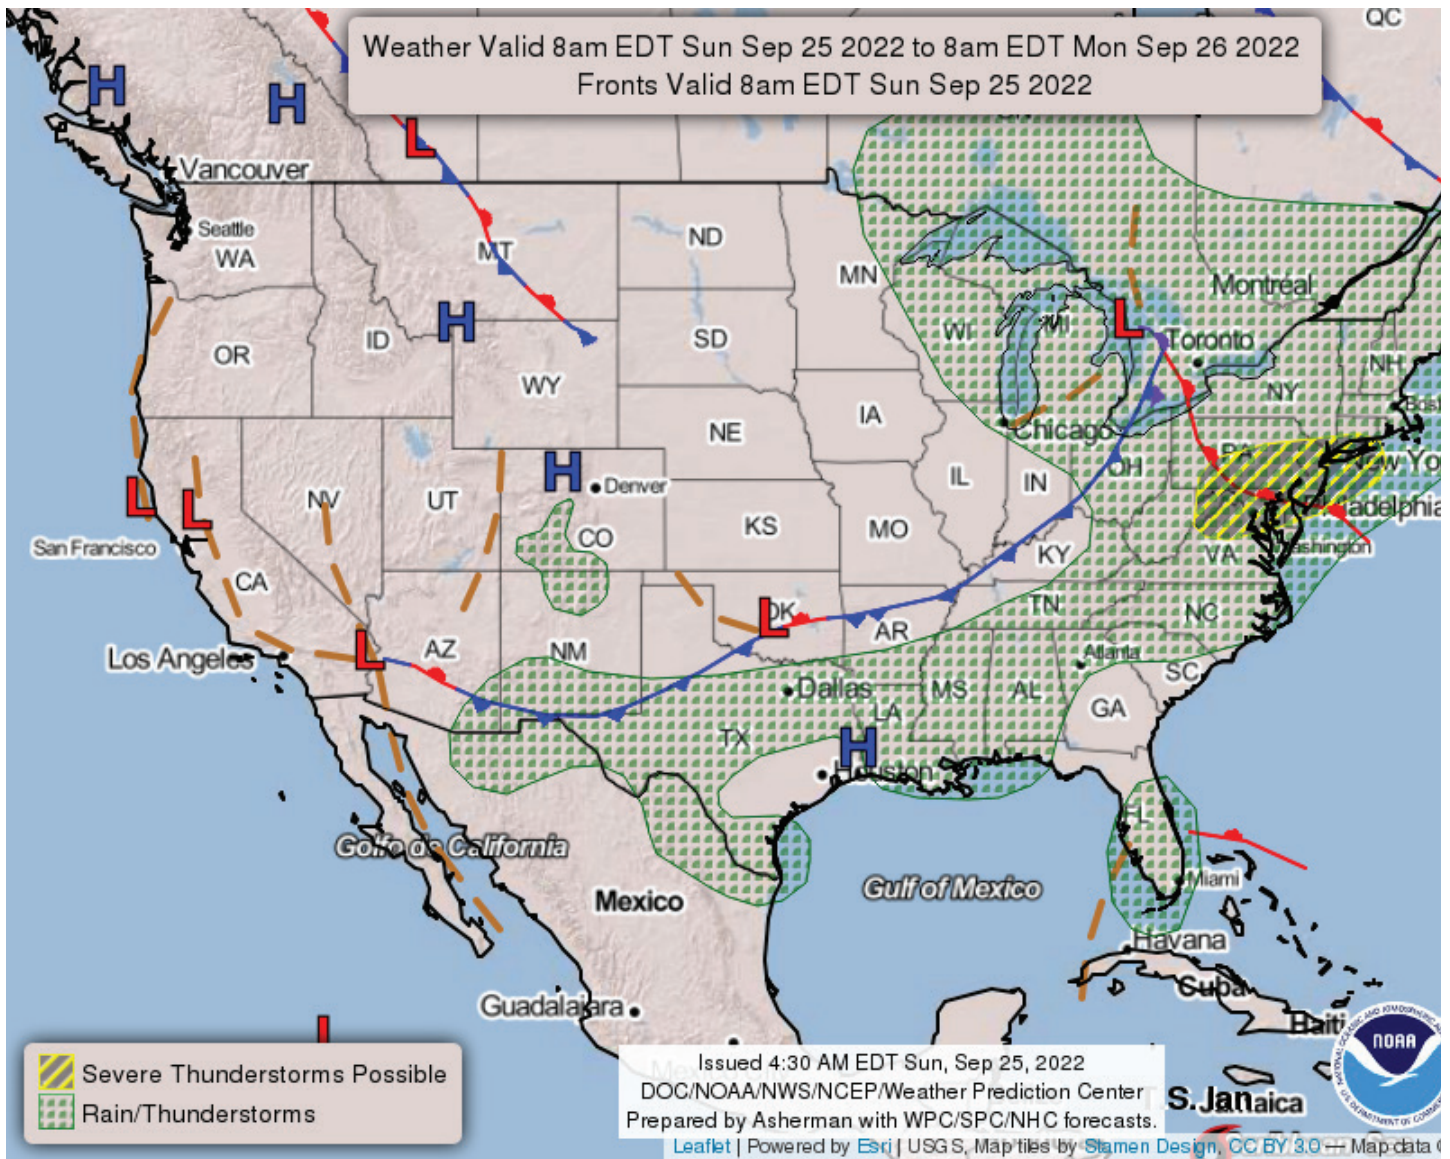 Weather Valid 8am EDT Sun Sep 25 2022 to 8am EDT Mon Sep 26 2022
Fronts Valid 8am EDT Sun Sep 25 2022
QC
H
H
L
Vancouver
Seattle
WA
MT
ND
MN
Montréal
OR
ID
H
SD
WI
MI
L
Toronto
NH
WY
NY
IA
NE
Chicago
PA
OH
New Yo
L
L
NV
UT
H
Denver
IL
IN
Philadelphia
San Francisco
CO
KS
MO
KY
VA
Washington
CA
L
OK
TN
NC
Los Angeles
L
AZ
NM
AR
Atlanta
SC
Dallas
MS
AL
GA
LA
TX
H
Houston
FL
Golfo de California
Miami
Mexico
Gulf of Mexico
Havana
Cuba
Guadalajara
Haiti
L
NOAA
Severe Thunderstorms Possible
Rain/Thunderstorms
Issued 4:30 AM EDT Sun, Sep 25, 2022
DOC/NOAA/NWS/NCEP/Weather Prediction Center
Prepared by Asherman with WPC/SPC/NHC forecasts.
T.S. Ian
Jamaica
Leaflet | Powered by Esri | USGS, Map tiles by Stamen Design, CC BY 3.0 — Map data ©